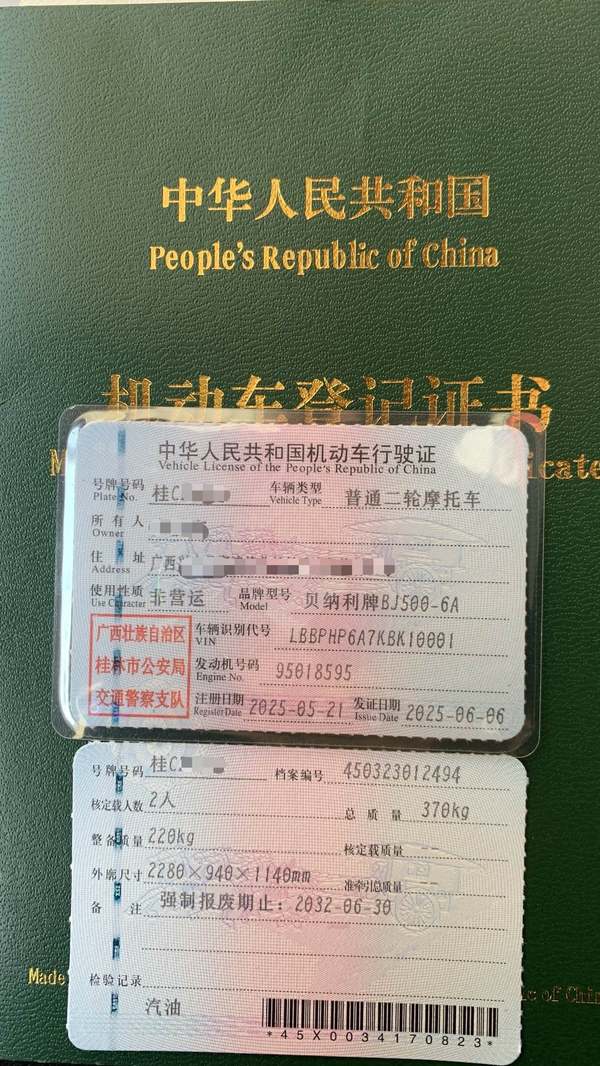 中华人民共和国
People's Republic of China
机动车登记证书
中华人民共和国机动车行驶证
Vehicle License of the People's Republic of China
号牌号码 桂C 车辆类型 普通二轮摩托车
Plate No. Vehicle Type
所有人
Owner
住址 广西
Address
使用性质 非营运 品牌型号 贝纳利牌BJ500-6A
Use Character Model
广西壮族自治区
桂林市公安局
交通警察支队
车辆识别代号 LBBPHP6A7KBK10001
VIN
发动机号码 95018595
Engine No.
注册日期 2025-05-21 发证日期 2025-06-06
Register Date Issue Date
号牌号码 桂C 档案编号 450323012494
核定载人数 2人 总质量 370kg
整备质量 220kg 核定载质量
外廓尺寸 2280×940×1140mm 准牵引总质量
备注 强制报废期止：2032-06-30
检验记录
汽油
*45X0034170823*
Made
of China